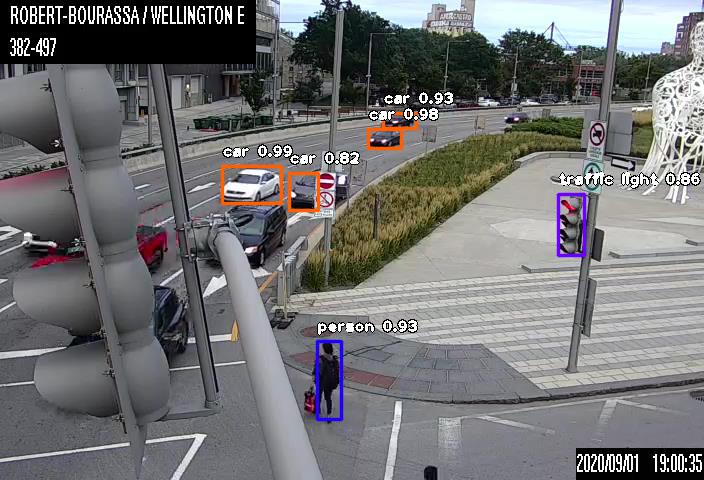 ROBERT-BOURASSA / WELLINGTON E
382-497
car 0.93
car 0.98
car 0.99
car 0.82
traffic light 0.86
person 0.93
2020/09/01 19:00:35